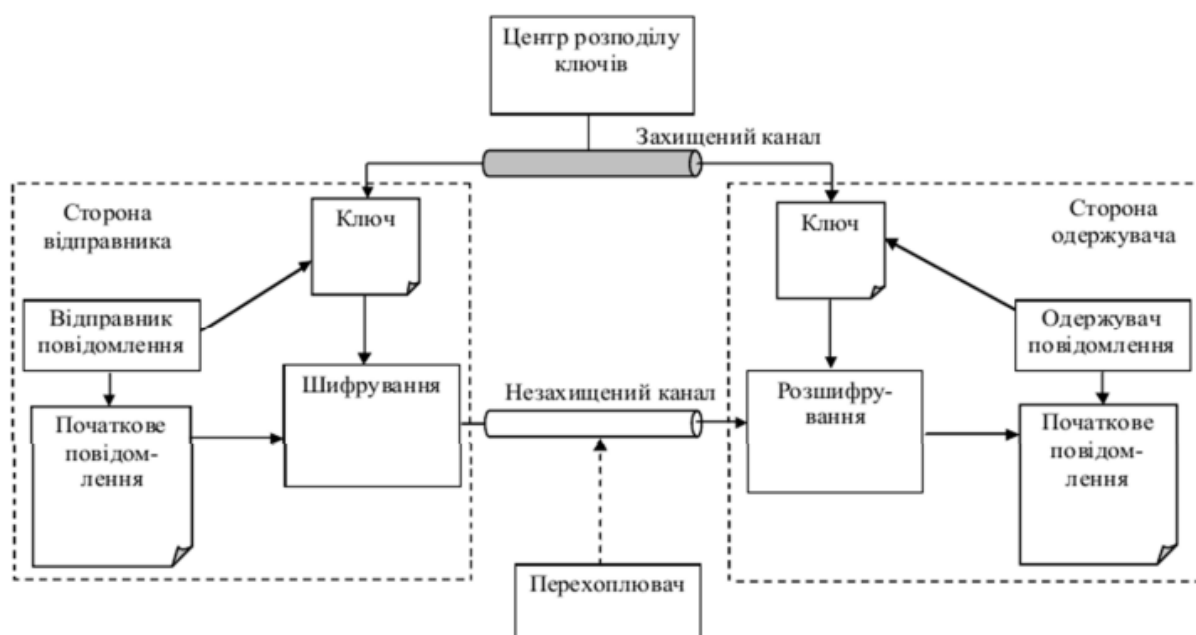 Центр розподілу
ключів
Захищений канал
Сторона
відправника
Ключ
Ключ
Сторона
одержувача
Відправник
повідомлення
Одержувач
повідомлення
Шифрування
Незахищений канал
Розшифру-
вання
Початкове
повідом-
лення
Початкове
повідом-
лення
Перехоплювач